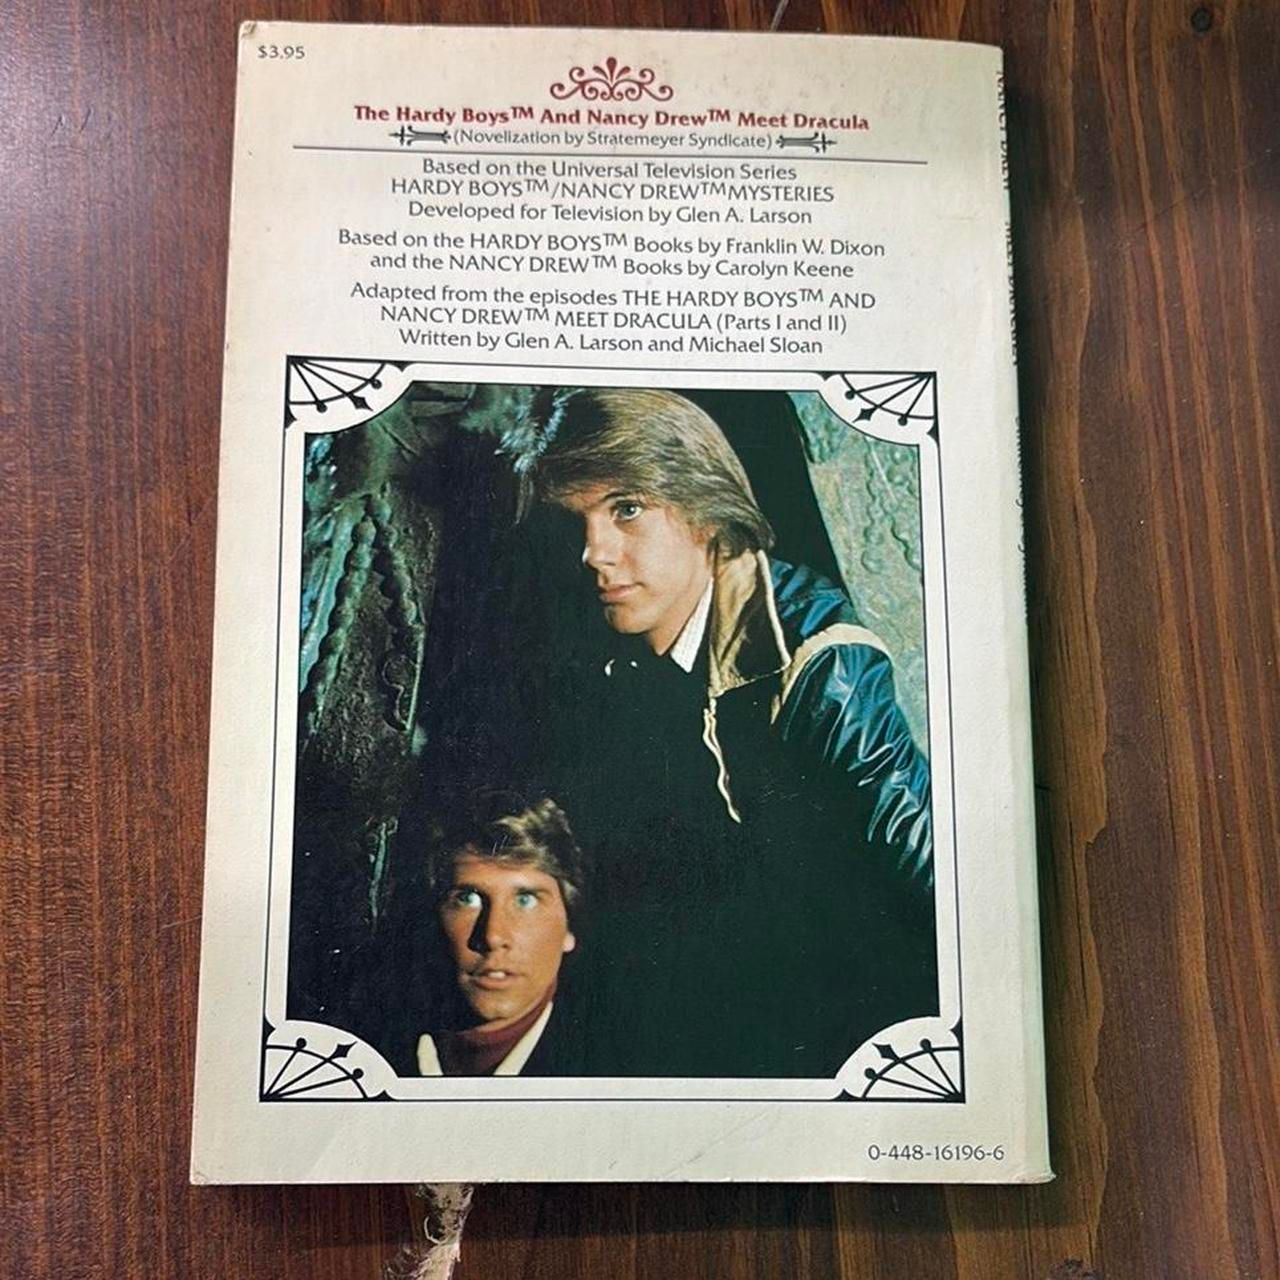 $3.95
The Hardy Boys™ And Nancy Drew™ Meet Dracula
(Novelization by Stratemeyer Syndicate)
Based on the Universal Television Series
HARDY BOYS™/NANCY DREW™MYSTERIES
Developed for Television by Glen A. Larson
Based on the HARDY BOYS™ Books by Franklin W. Dixon
and the NANCY DREW™ Books by Carolyn Keene
Adapted from the episodes THE HARDY BOYS™ AND
NANCY DREW™ MEET DRACULA (Parts I and II)
Written by Glen A. Larson and Michael Sloan
0-448-16196-6